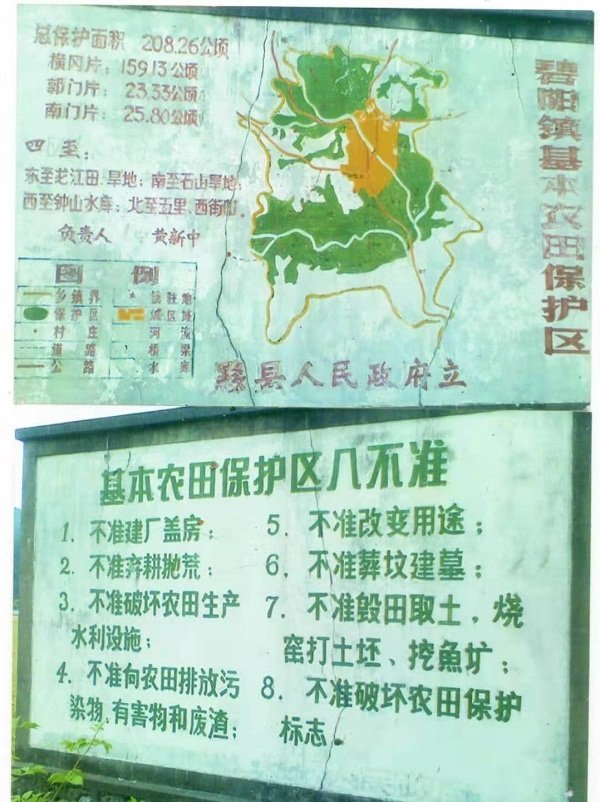 总保护面积 208.26公顷
横冈片：159.13公顷
郭门片：23.33公顷
南门片：25.80公顷
四至：
东至龙江田、旱地；南至石山旱地；
西至钟山水库；北至五里、西街
负责人 黄新中
图例
乡镇界 镇驻地
保护区 城区域
村庄 河流
道路 桥梁
公路 水库
碧阳镇基本农田保护区
黟县人民政府立
基本农田保护区八不准
1．不准建厂盖房；
2．不准弃耕抛荒；
3．不准破坏农田生产
水利设施；
4．不准向农田排放污
染物、有害物和废渣；
5．不准改变用途；
6．不准葬坟建墓；
7．不准毁田取土，烧
窑打土坯、挖鱼圹；
8．不准破坏农田保护
标志